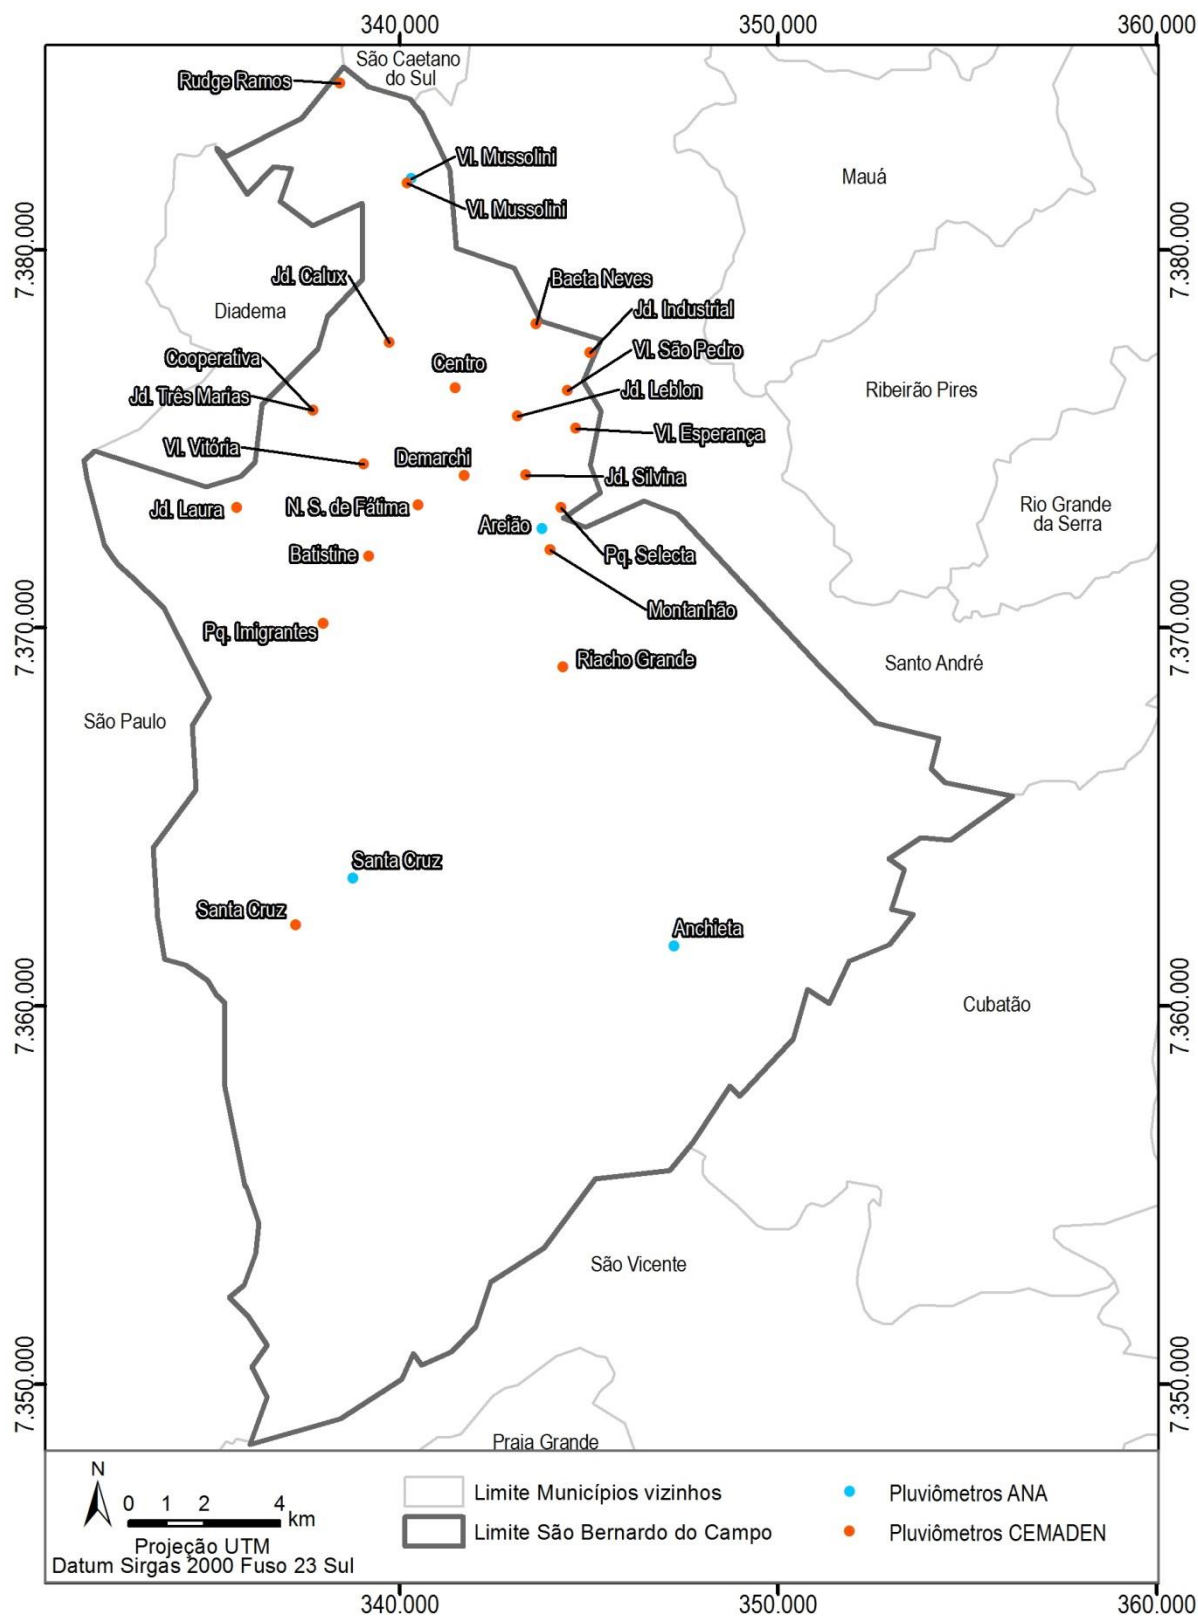 340.000
350.000
360.000
São Caetano
do Sul
Rudge Ramos
Vl. Mussolini
Mauá
Vl. Mussolini
7.380.000
7.380.000
Jd. Calux
Baeta Neves
Jd. Industrial
Diadema
Vl. São Pedro
Cooperativa
Centro
Jd. Leblon
Ribeirão Pires
Jd. Três Marias
Vl. Esperança
Vl. Vitória
Demarchi
Jd. Silvina
Jd. Laura
N. S. de Fátima
Areião
Rio Grande
da Serra
Batistine
Pq. Selecta
Montanhão
7.370.000
7.370.000
Pq. Imigrantes
Riacho Grande
Santo André
São Paulo
Santa Cruz
Santa Cruz
Anchieta
7.360.000
7.360.000
Cubatão
São Vicente
7.350.000
7.350.000
Praia Grande
N
0 1 2 4
km
Projeção UTM
Datum Sirgas 2000 Fuso 23 Sul
Limite Municípios vizinhos
Limite São Bernardo do Campo
Pluviômetros ANA
Pluviômetros CEMADEN
340.000
350.000
360.000